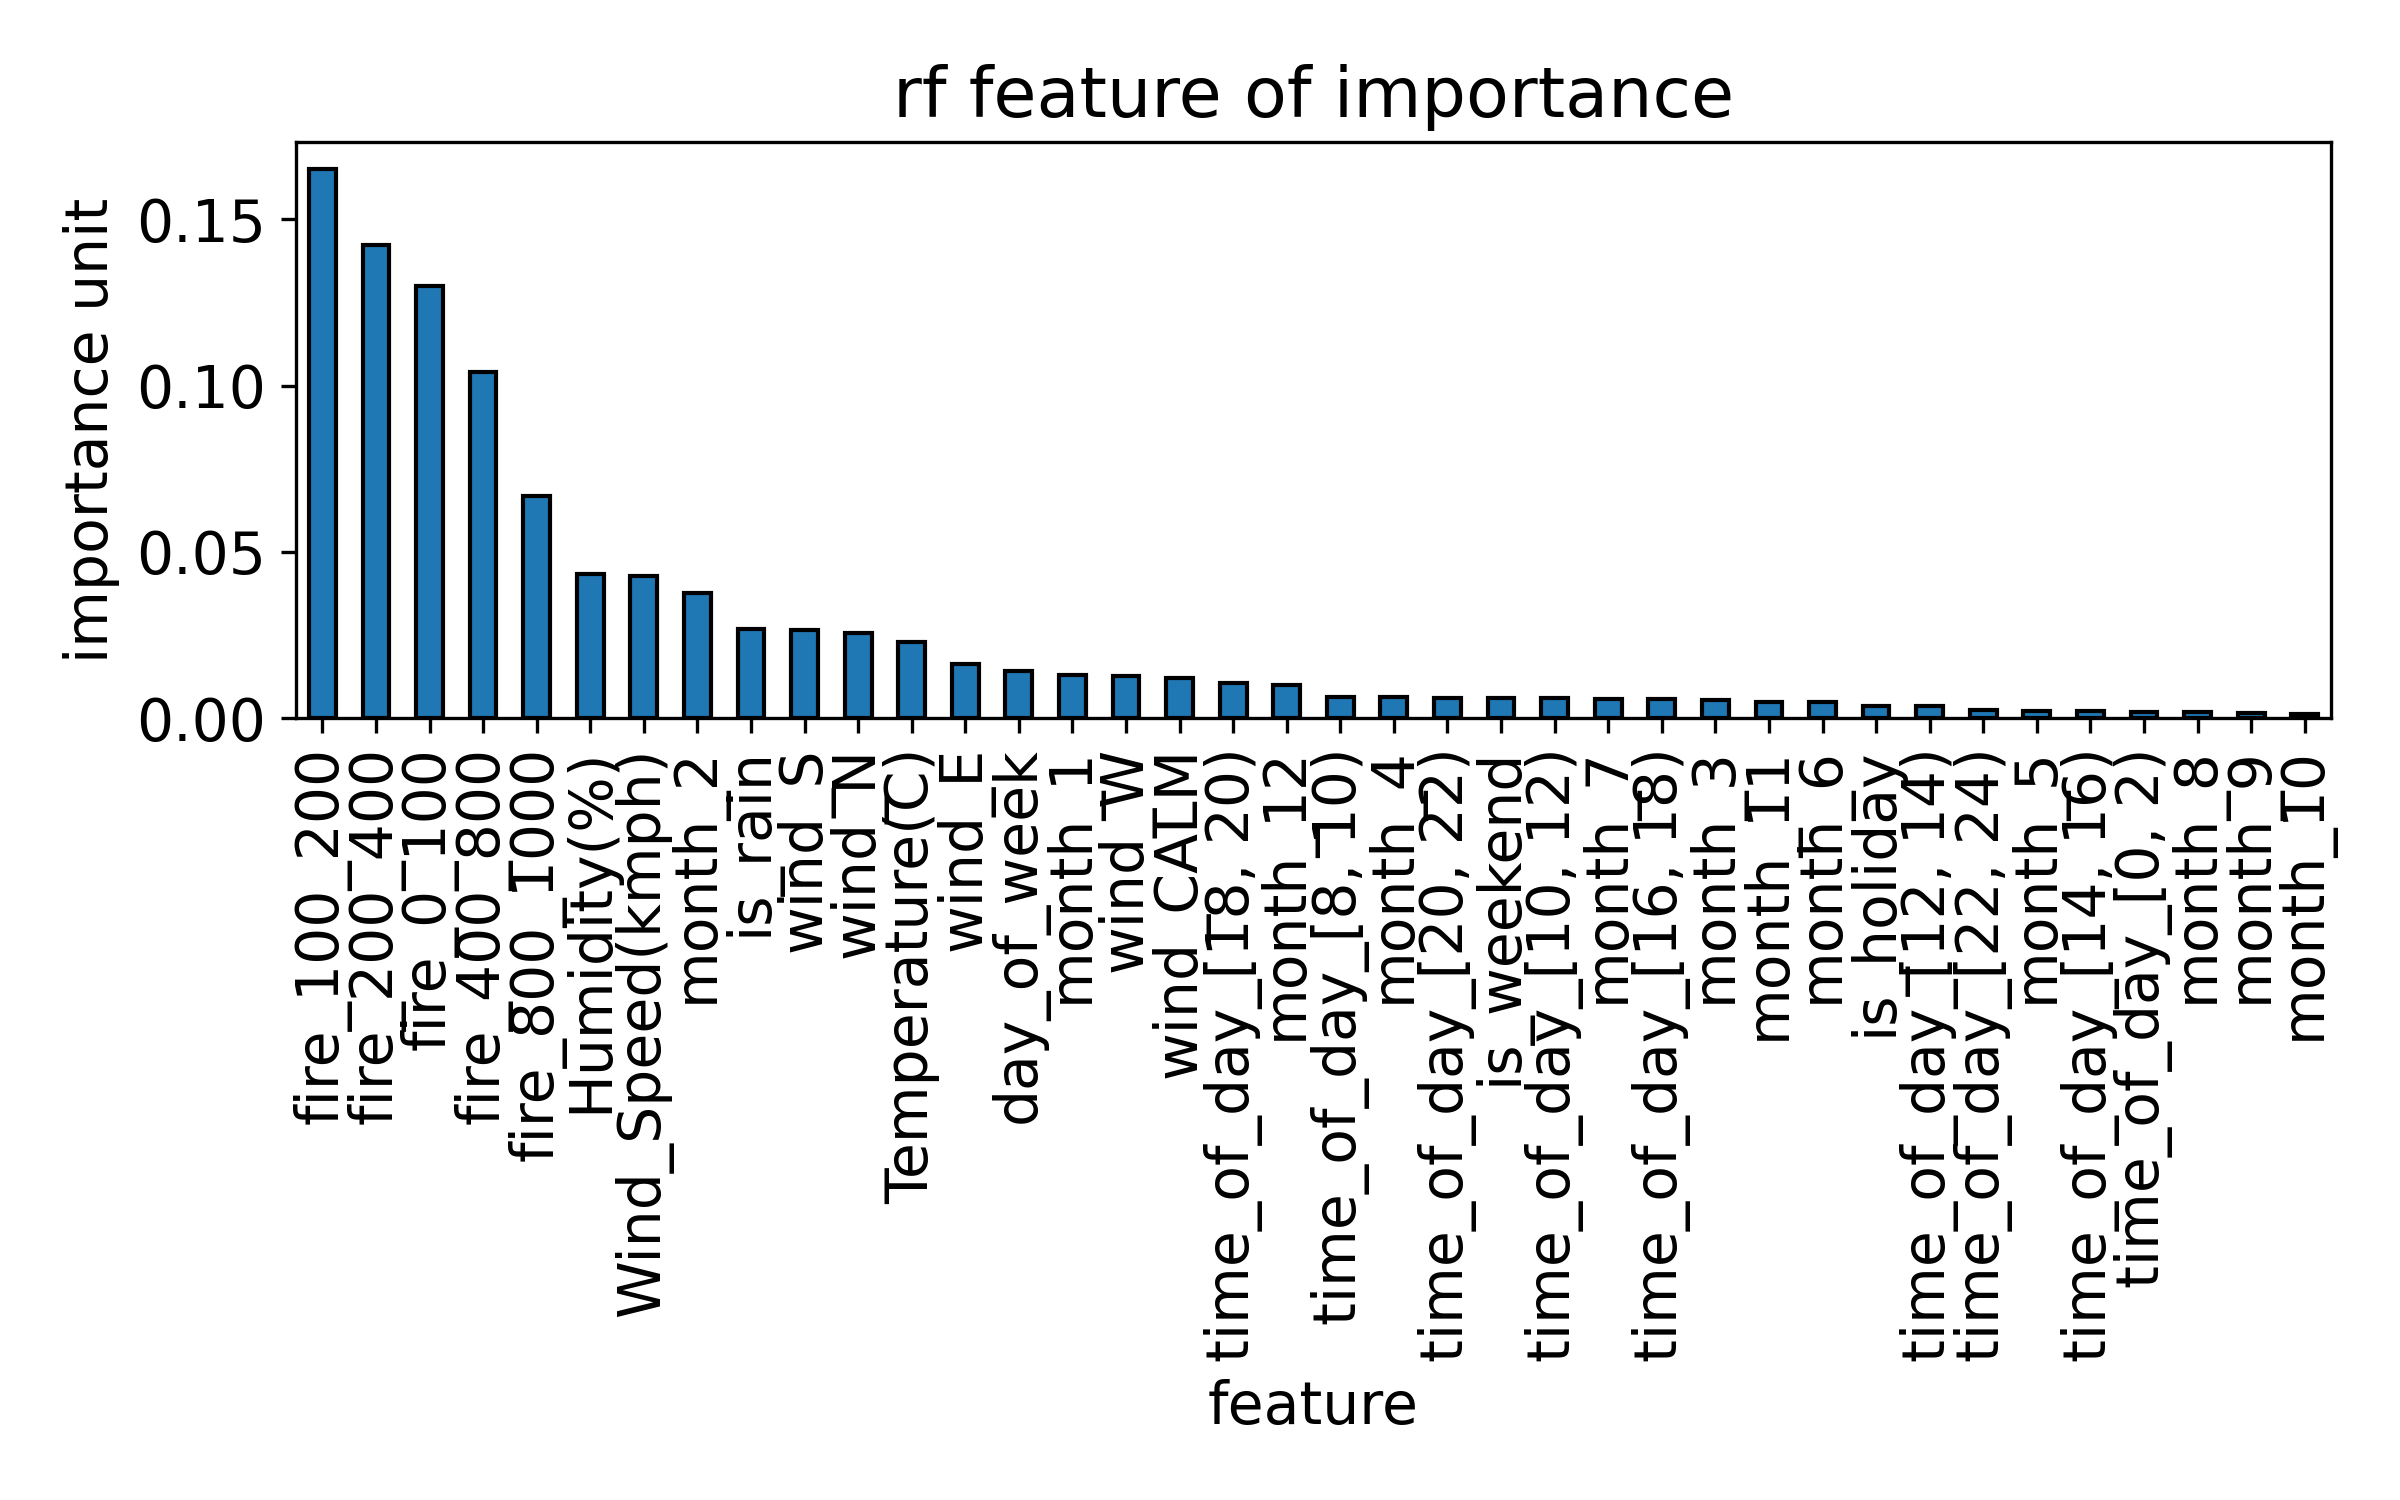 rf feature of importance
importance unit
0.15
0.10
0.05
0.00
fire_100_200
fire_200_400
fire_0_100
fire_400_800
fire_800_1000
Humidity(%)
Wind_Speed(kmph)
month_2
is_rain
wind_S
wind_N
Temperature(C)
wind_E
day_of_week
month_1
wind_W
wind_CALM
time_of_day_[18, 20)
month_12
time_of_day_[8, 10)
month_4
time_of_day_[20, 22)
is_weekend
time_of_day_[10, 12)
month_7
time_of_day_[16, 18)
month_3
month_11
month_6
is_holiday
time_of_day_[12, 14)
time_of_day_[22, 24)
month_5
time_of_day_[14, 16)
time_of_day_[0, 2)
month_8
month_9
month_10
feature